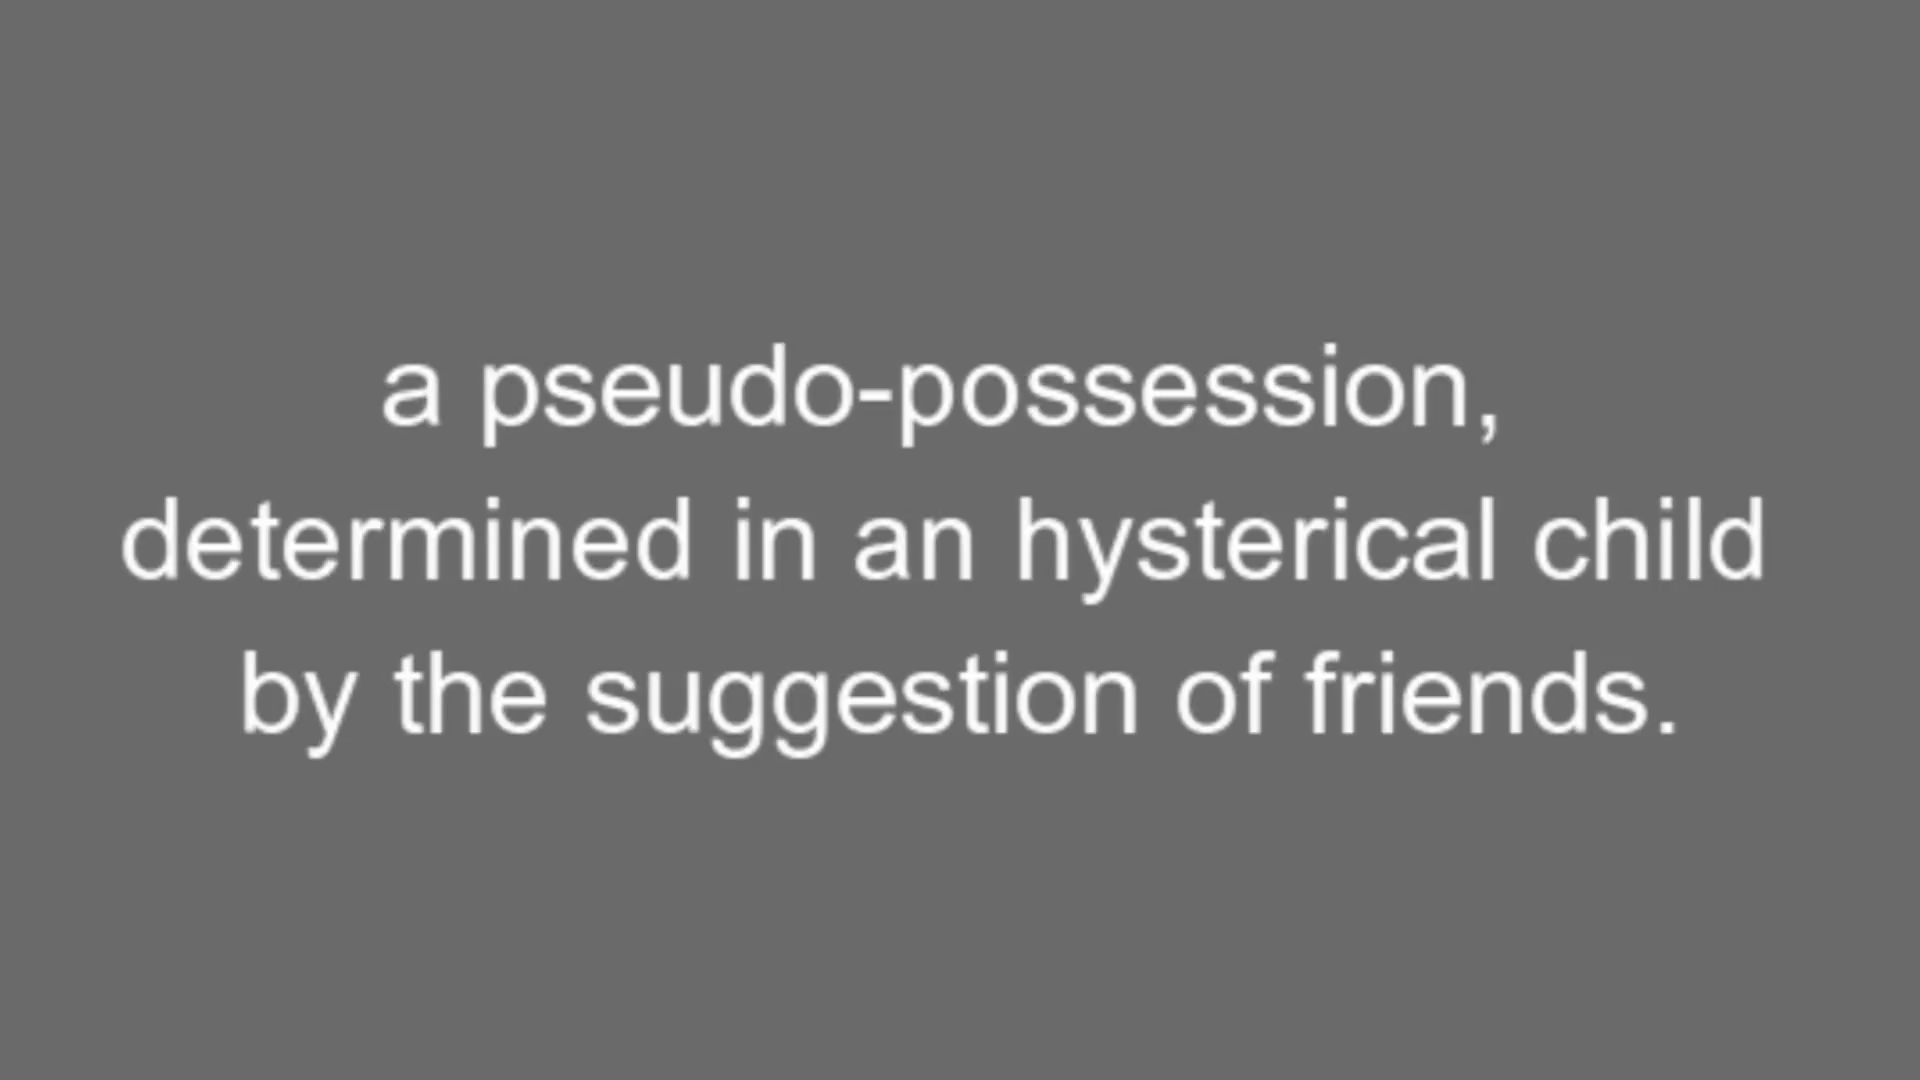 a pseudo-possession,
determined in an hysterical child
by the suggestion of friends.